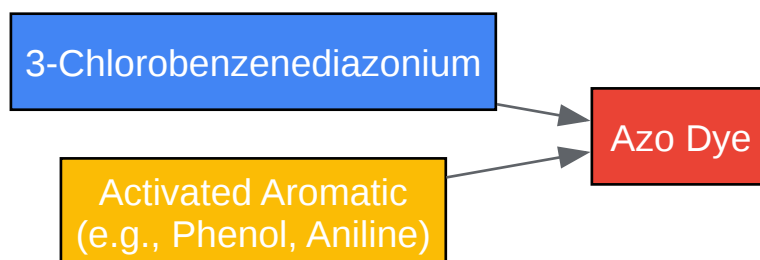 3-Chlorobenzenediazonium
Activated Aromatic
(e.g., Phenol, Aniline)
Azo Dye